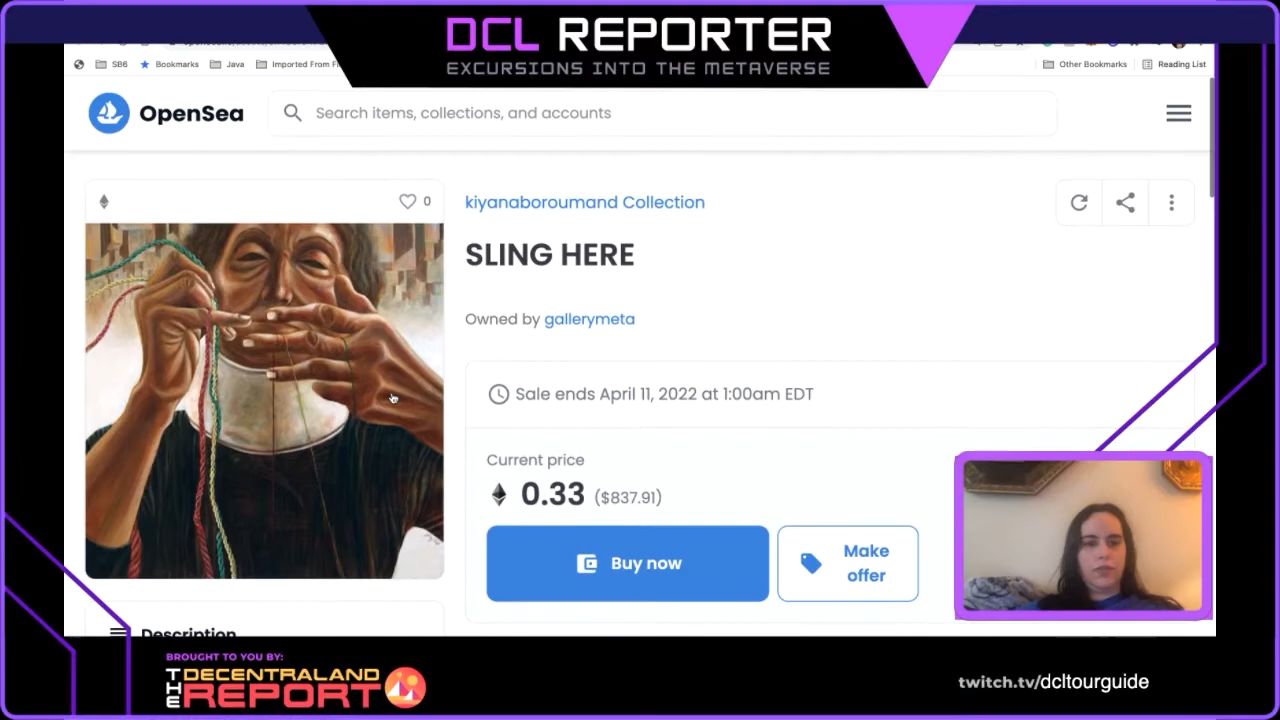 DCL REPORTER
EXCURSIONS INTO THE METAVERSE
SB6
Bookmarks
Java
Imported From
Other Bookmarks
Reading List
OpenSea
Search items, collections, and accounts
0
kiyanaboroumand Collection
SLING HERE
Owned by gallerymeta
Sale ends April 11, 2022 at 1:00am EDT
Current price
0.33 ($837.91)
Buy now
Make
offer
Description
BROUGHT TO YOU BY:
THE DECENTRALAND
REPORT
twitch.tv/dcltourguide